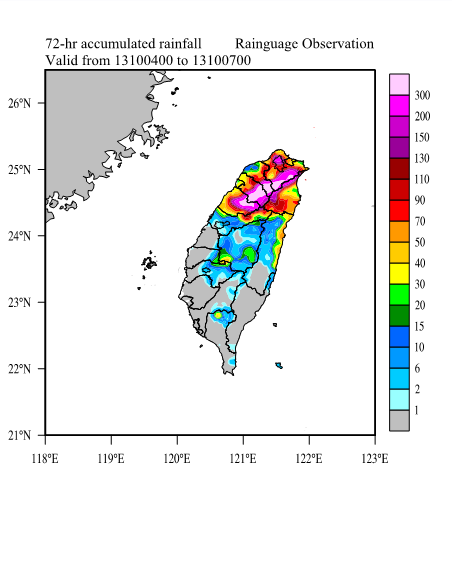 72-hr accumulated rainfall Rainguage Observation
Valid from 13100400 to 13100700
26°N
25°N
24°N
23°N
22°N
21°N
118°E 119°E 120°E 121°E 122°E 123°E
300
200
150
130
110
90
70
50
40
30
20
15
10
6
2
1